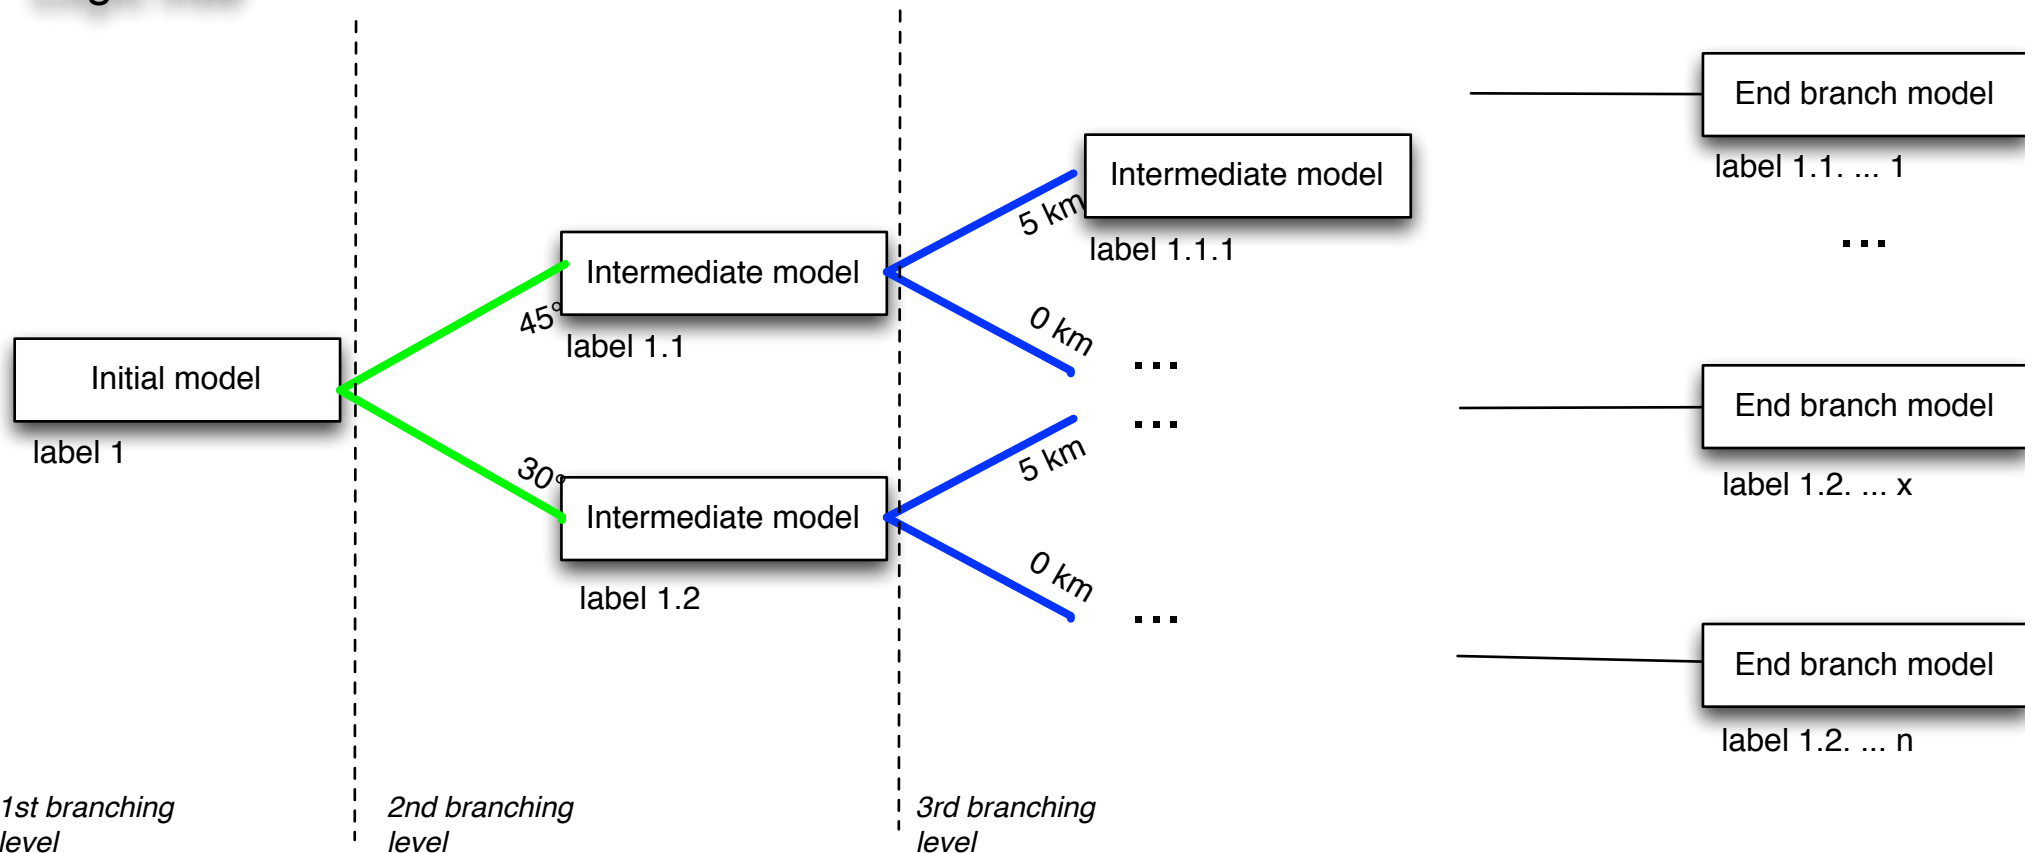 Initial model
label 1
45°
30°
Intermediate model
label 1.1
Intermediate model
label 1.2
5 km
0 km
5 km
0 km
Intermediate model
label 1.1.1
...
...
...
End branch model
label 1.1. ... 1
...
End branch model
label 1.2. ... x
End branch model
label 1.2. ... n
1st branching
level
2nd branching
level
3rd branching
level